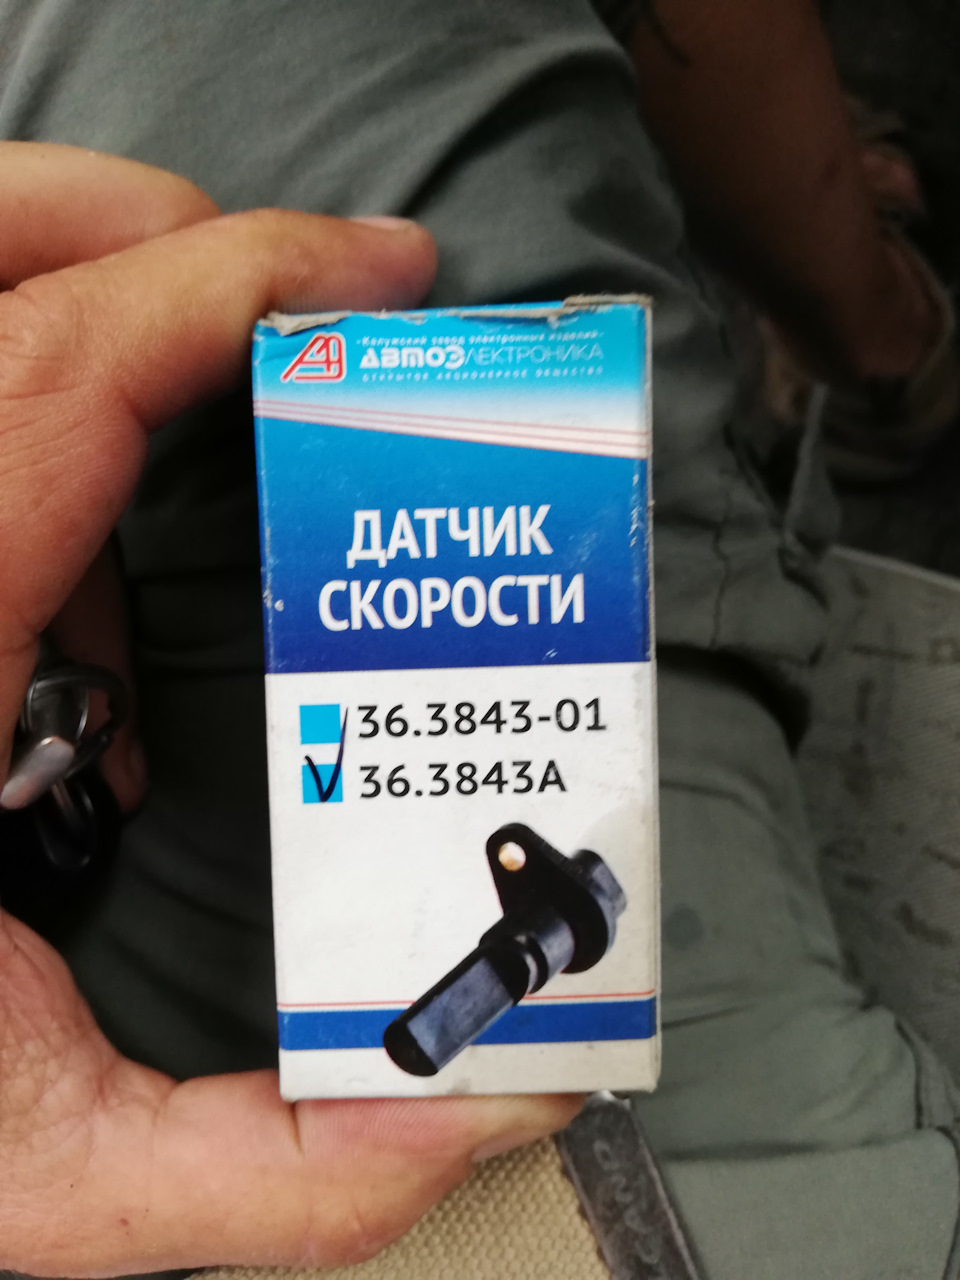 -Калужский завод электронных изделий-
АВТОЭЛЕКТРОНИКА
ОТКРЫТОЕ АКЦИОНЕРНОЕ ОБЩЕСТВО
ДАТЧИК
СКОРОСТИ
36.3843-01
36.3843А